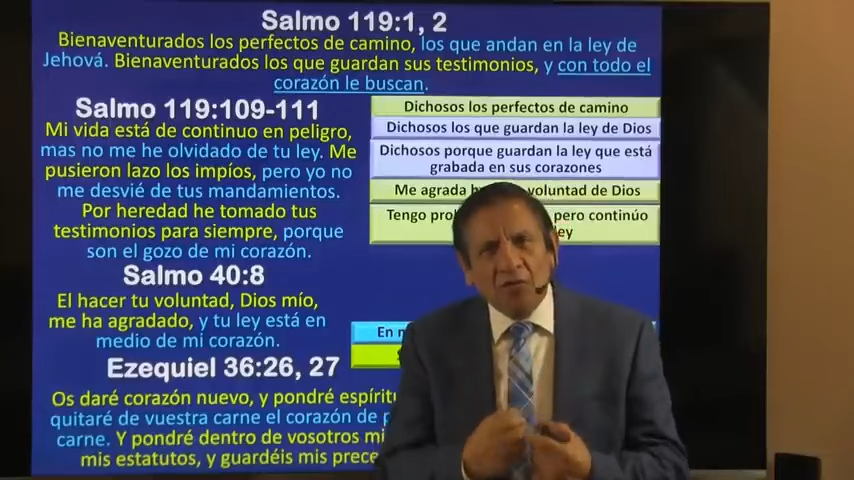 Salmo 119:1, 2
Bienaventurados los perfectos de camino, los que andan en la ley de
Jehová. Bienaventurados los que guardan sus testimonios, y con todo el
corazón le buscan.
Salmo 119:109-111
Mi vida está de continuo en peligro,
mas no me he olvidado de tu ley. Me
pusieron lazo los impíos, pero yo no
me desvié de tus mandamientos.
Por heredad he tomado tus
testimonios para siempre, porque
son el gozo de mi corazón.
Salmo 40:8
El hacer tu voluntad, Dios mío,
me ha agradado, y tu ley está en
medio de mi corazón.
Ezequiel 36:26, 27
Os daré corazón nuevo, y pondré
quitaré de vuestra carne el corazón de
carne. Y pondré dentro de vosotros
mis estatutos, y guardéis mis
Dichosos los perfectos de camino
Dichosos los que guardan la ley de Dios
Dichosos porque guardan la ley que está
grabada en sus corazones
Me agrada voluntad de Dios
Tengo pero continúo
En